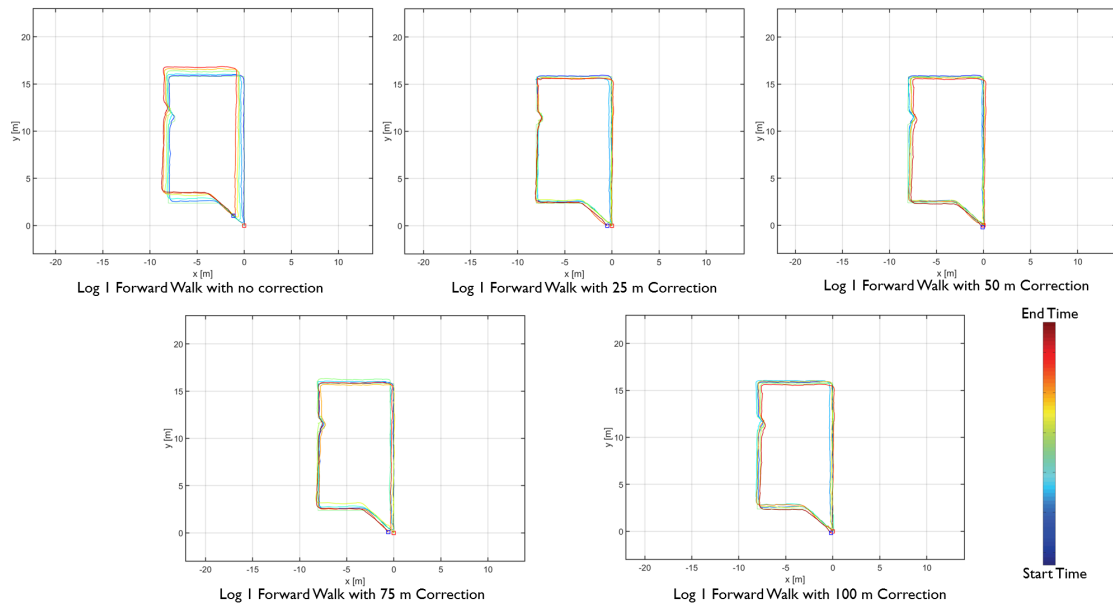 20
15
10
5
0
y [m]
-20 -15 -10 -5 0 5 10
x [m]
Log 1 Forward Walk with no correction
20
15
10
5
0
y [m]
-20 -15 -10 -5 0 5 10
x [m]
Log 1 Forward Walk with 25 m Correction
20
15
10
5
0
y [m]
-20 -15 -10 -5 0 5 10
x [m]
Log 1 Forward Walk with 50 m Correction
20
15
10
5
0
y [m]
-20 -15 -10 -5 0 5 10
x [m]
Log 1 Forward Walk with 75 m Correction
20
15
10
5
0
y [m]
-20 -15 -10 -5 0 5 10
x [m]
Log 1 Forward Walk with 100 m Correction
End Time
Start Time